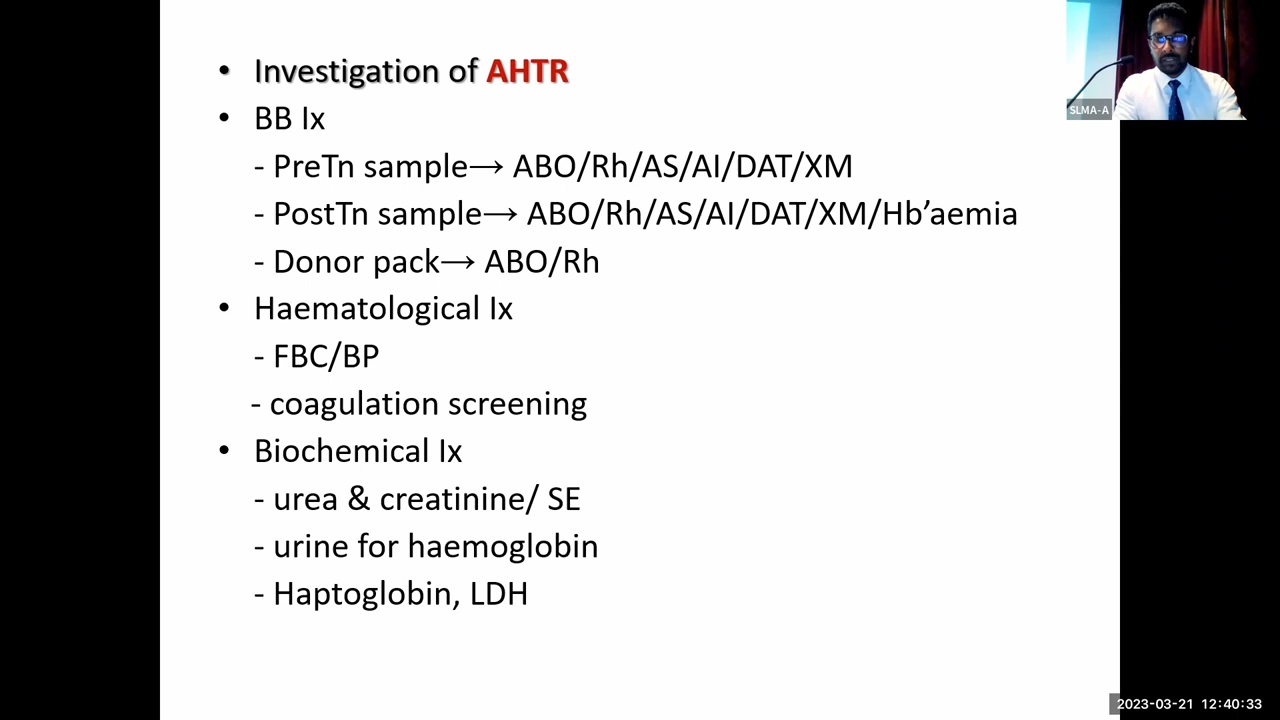 • Investigation of AHTR
• BB Ix
- PreTn sample→ ABO/Rh/AS/AI/DAT/XM
- PostTn sample→ ABO/Rh/AS/AI/DAT/XM/Hb’aemia
- Donor pack→ ABO/Rh
• Haematological Ix
- FBC/BP
- coagulation screening
• Biochemical Ix
- urea & creatinine/ SE
- urine for haemoglobin
- Haptoglobin, LDH
SLMA-A
2023-03-21 12:40:33